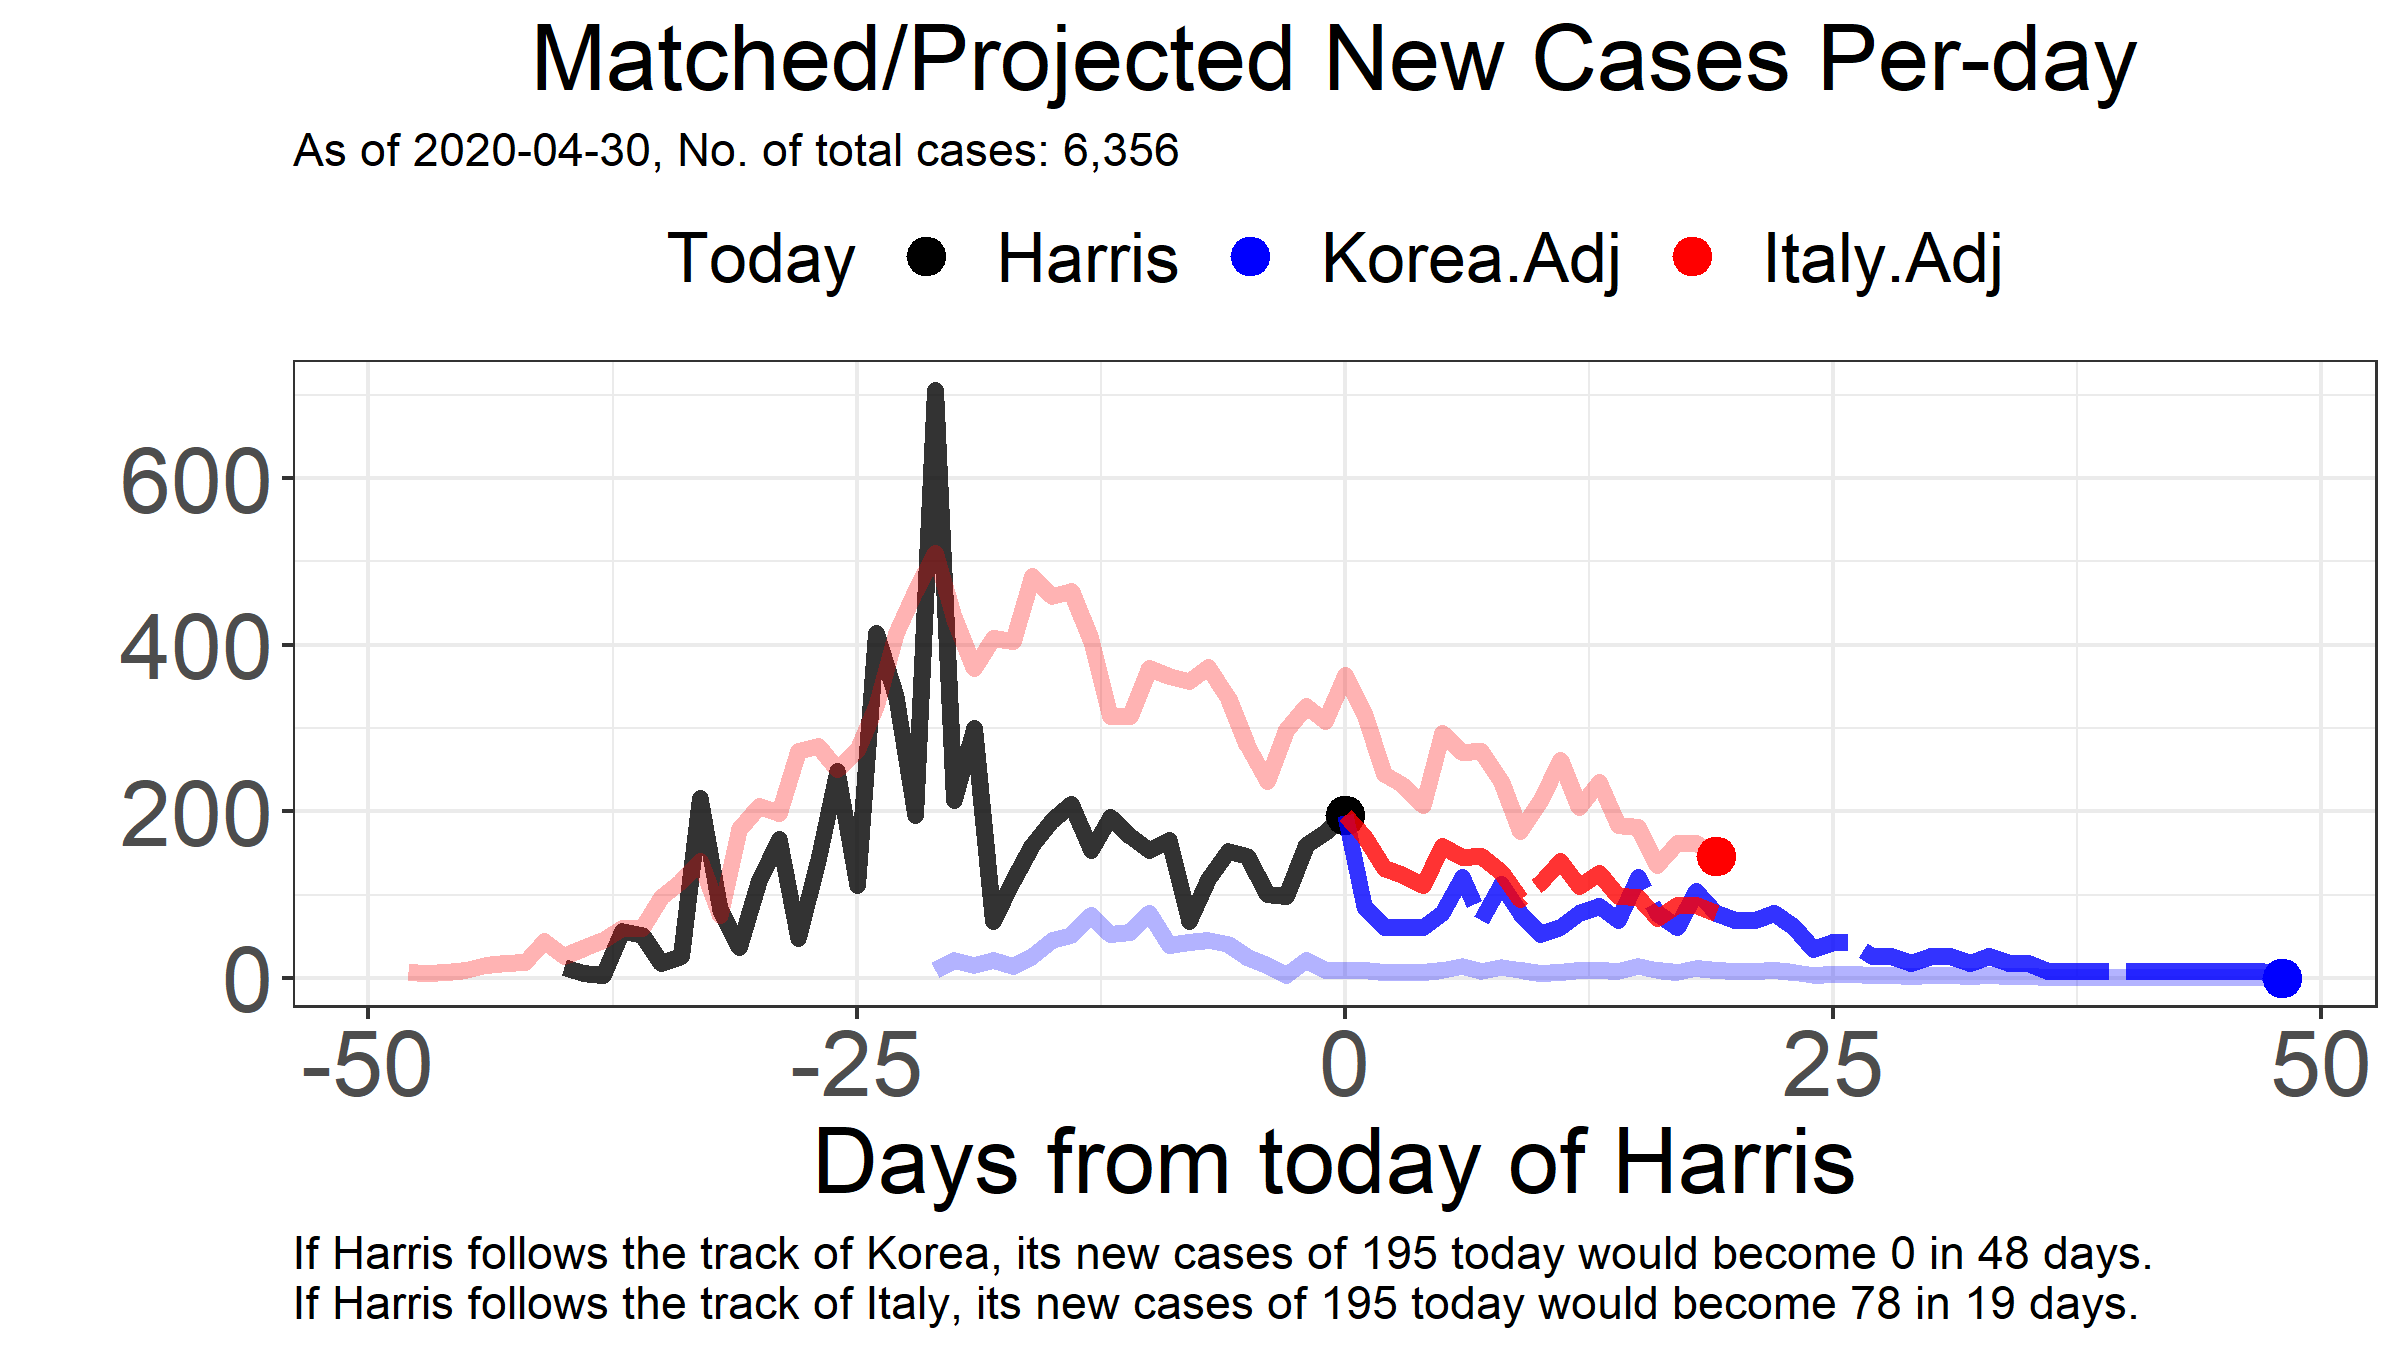 Matched/Projected New Cases Per-day
As of 2020-04-30, No. of total cases: 6,356
Today Harris Korea.Adj Italy.Adj
600
400
200
0
-50 -25 0 25 50
Days from today of Harris
If Harris follows the track of Korea, its new cases of 195 today would become 0 in 48 days.
If Harris follows the track of Italy, its new cases of 195 today would become 78 in 19 days.